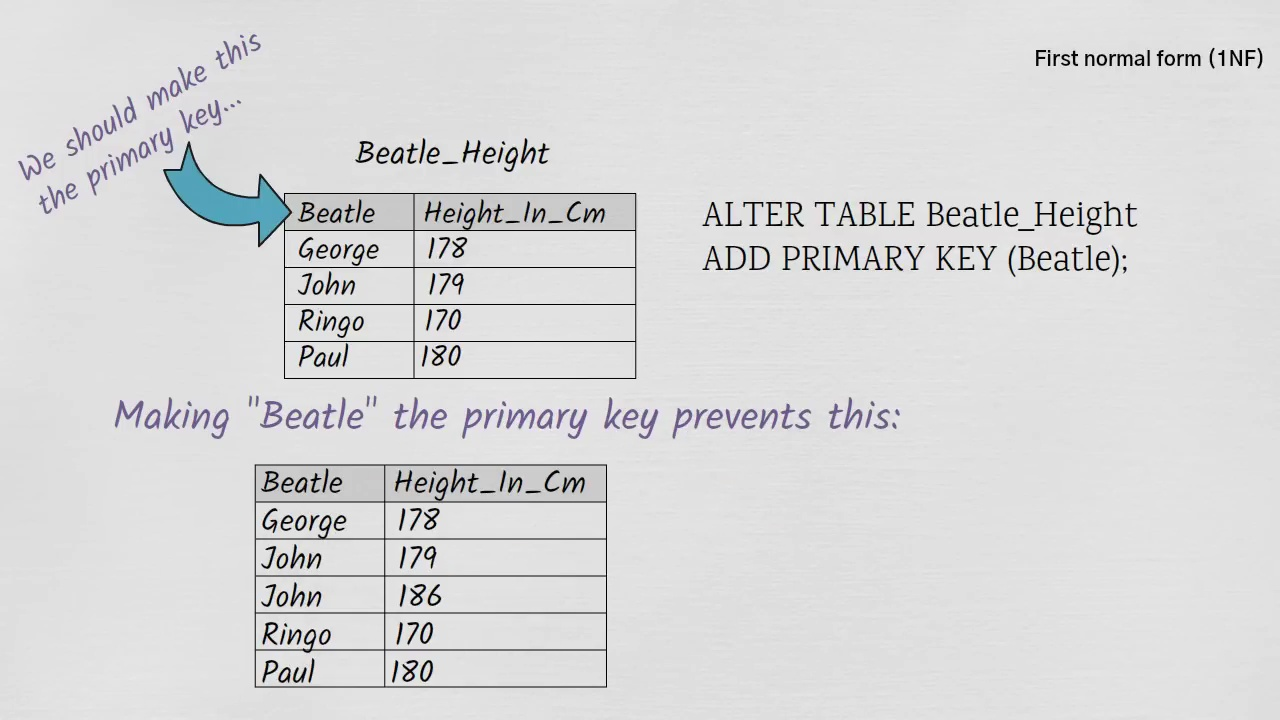 First normal form (1NF)
We should make this
the primary key...
Beatle_Height
Beatle Height_In_Cm
George 178
John 179
Ringo 170
Paul 180
ALTER TABLE Beatle_Height
ADD PRIMARY KEY (Beatle);
Making "Beatle" the primary key prevents this:
Beatle Height_In_Cm
George 178
John 179
John 186
Ringo 170
Paul 180